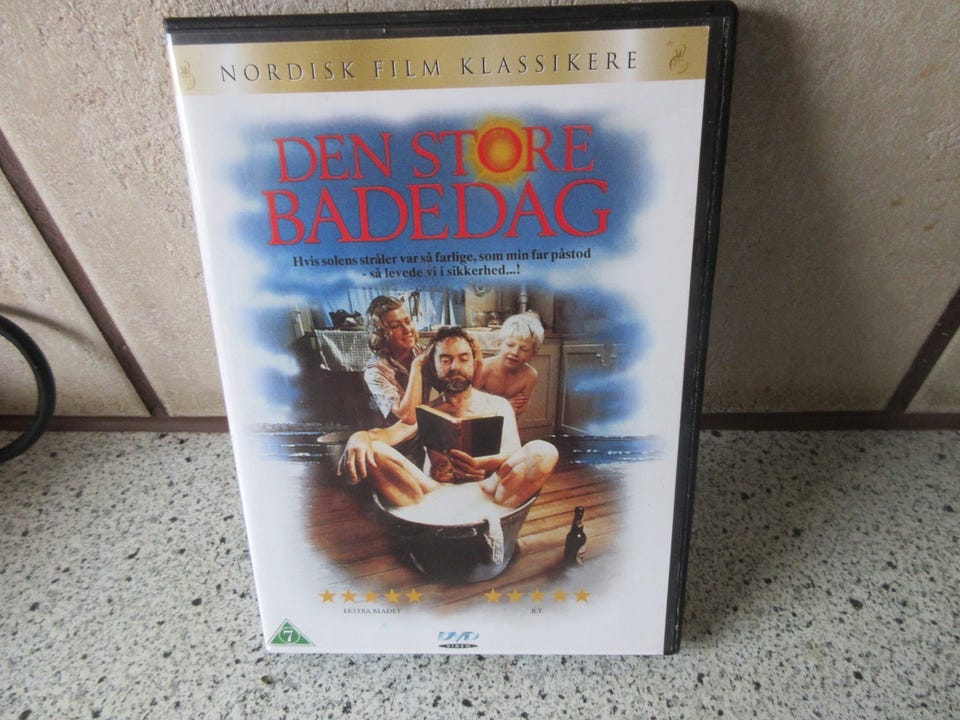 NORDISK FILM KLASSIKERE
DEN STORE
BADEDAG
Hvis solens stråler var så farlige, som min far påstod
- så levede vi i sikkerhed...!
EKSTRA BLADET
B.T.
7
DVD
VIDEO